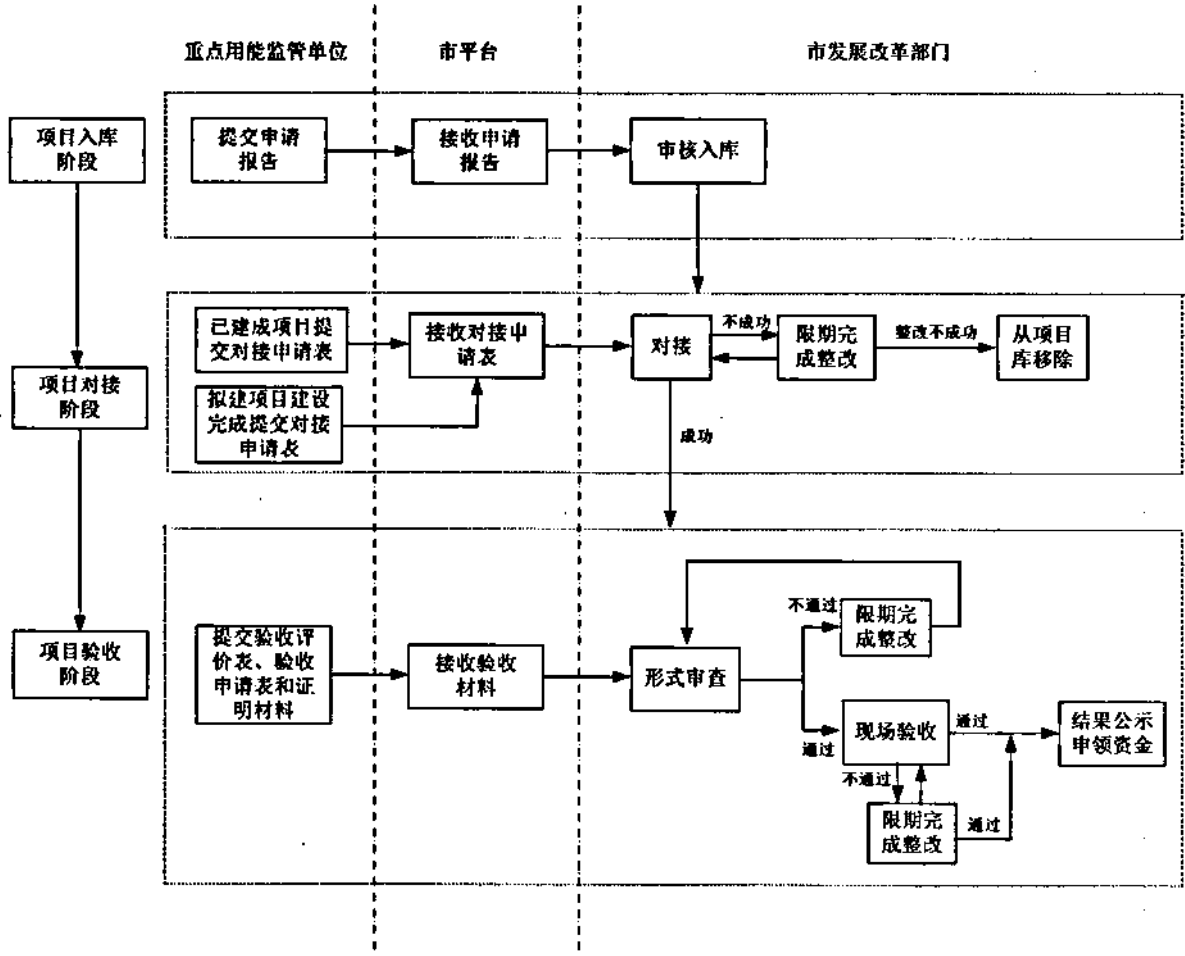 重点用能监管单位
市平台
市发展改革部门
项目入库
阶段
提交申请
报告
接收申请
报告
审核入库
项目对接
阶段
已建成项目提
交对接申请表
拟建项目建设
完成提交对接
申请表
接收对接申
请表
对接
不成功
限期完
成整改
整改不成功
从项目
库移除
成功
项目验收
阶段
提交验收评
价表、验收
申请表和证
明材料
接收验收
材料
形式审查
不通过
限期完
成整改
通过
现场验收
通过
结果公示
申领资金
不通过
限期完
成整改
通过